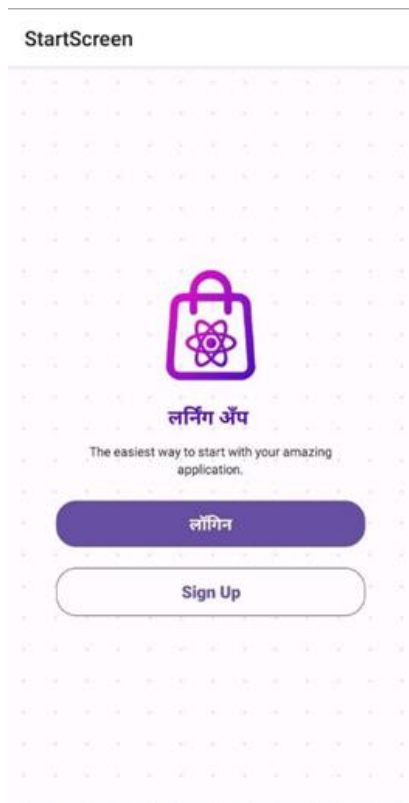 StartScreen
लर्निंग अँप
The easiest way to start with your amazing
application.
लॉगिन
Sign Up